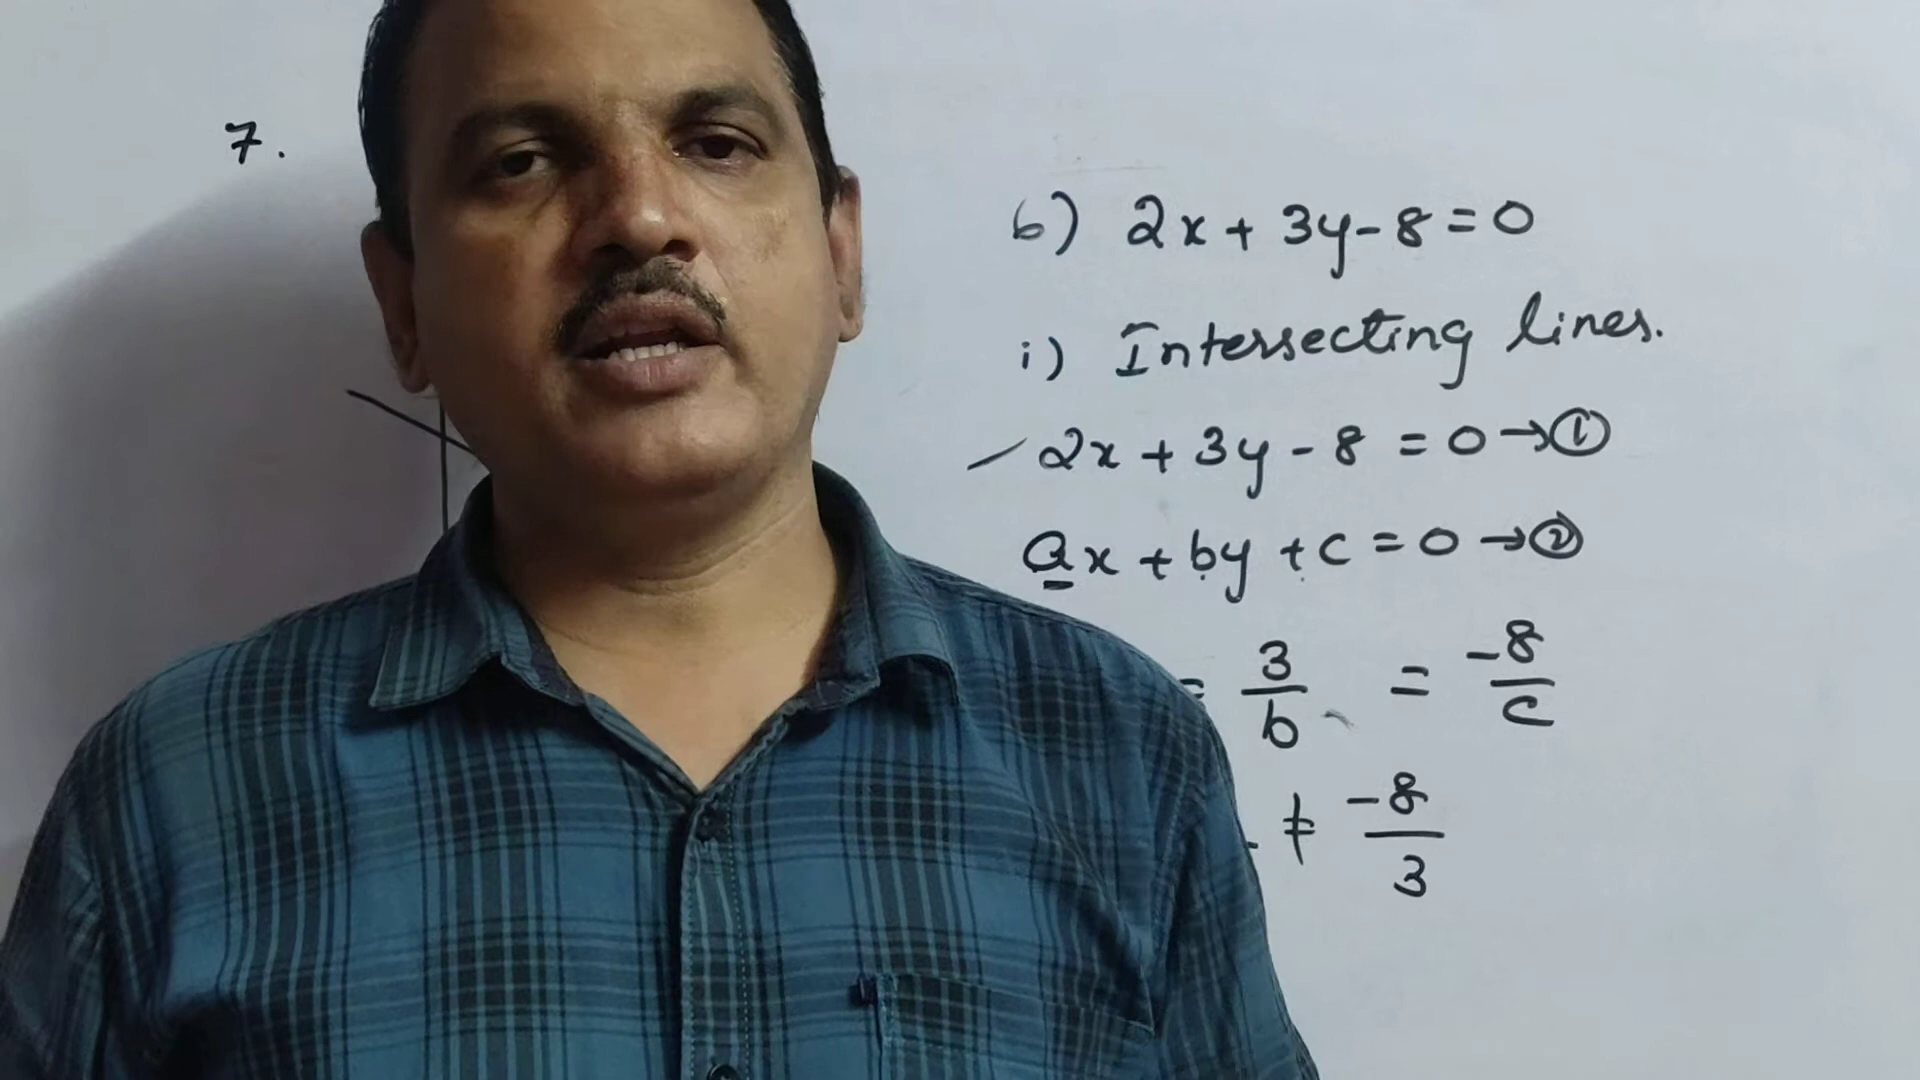 7.
b) 2x + 3y - 8 = 0
i) Intersecting lines.
2x + 3y - 8 = 0 → ①
ax + by + c = 0 → ②
= 3/b = -8/c
≠ -8/3